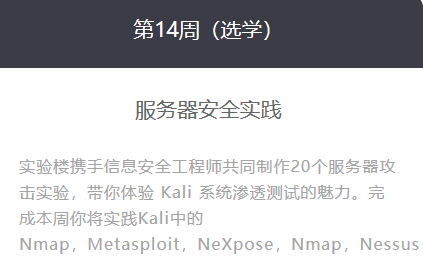 第14周（选学）
服务器安全实践
实验楼携手信息安全工程师共同制作20个服务器攻
击实验，带你体验 Kali 系统渗透测试的魅力。完
成本周你将实践Kali中的
Nmap，Metasploit，NeXpose，Nmap，Nessus